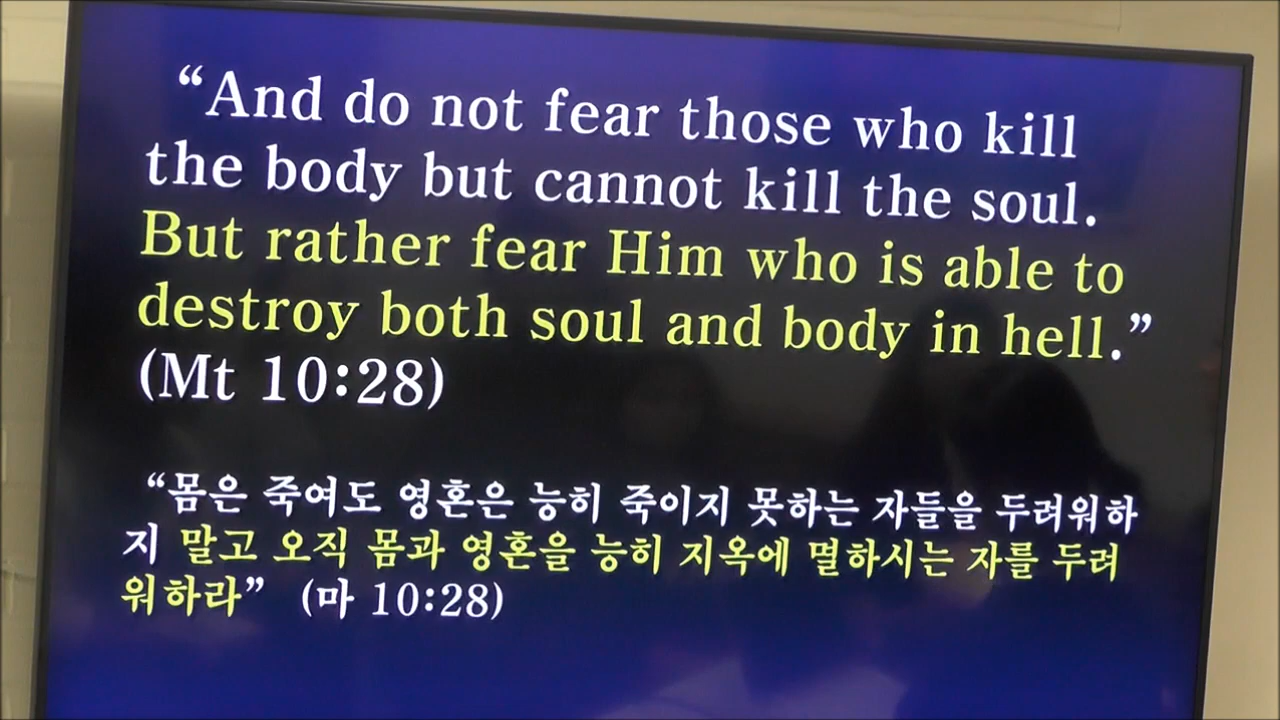 “And do not fear those who kill
the body but cannot kill the soul.
But rather fear Him who is able to
destroy both soul and body in hell.”
(Mt 10:28)
“몸은 죽여도 영혼은 능히 죽이지 못하는 자들을 두려워하
지 말고 오직 몸과 영혼을 능히 지옥에 멸하시는 자를 두려
워하라” (마 10:28)